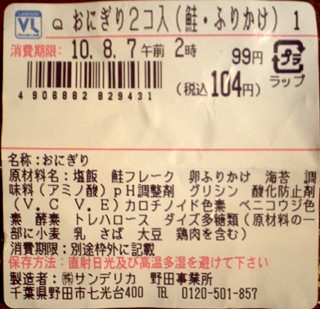 VL
Q おにぎり2コ入(鮭・ふりかけ) 1
消費期限 10. 8. 7 午前 2時 99円
(税込104円)
プラ
ラップ
4906882829431
名称:おにぎり
原材料名:塩飯 鮭フレーク 卵ふりかけ 海苔 調
味料(アミノ酸)pH調整剤 グリシン 酸化防止剤
(V.C V.E)カロチノイド色素 ベニコウジ色
素 酵素 トレハロース ダイズ多糖類(原材料の一
部に小麦 乳 さば 大豆 鶏肉を含む)
消費期限:別途枠外に記載
保存方法:直射日光及び高温多湿を避けて下さい
製造者:㈱サンデリカ 野田事業所
千葉県野田市七光台400 TEL 0120-501-857